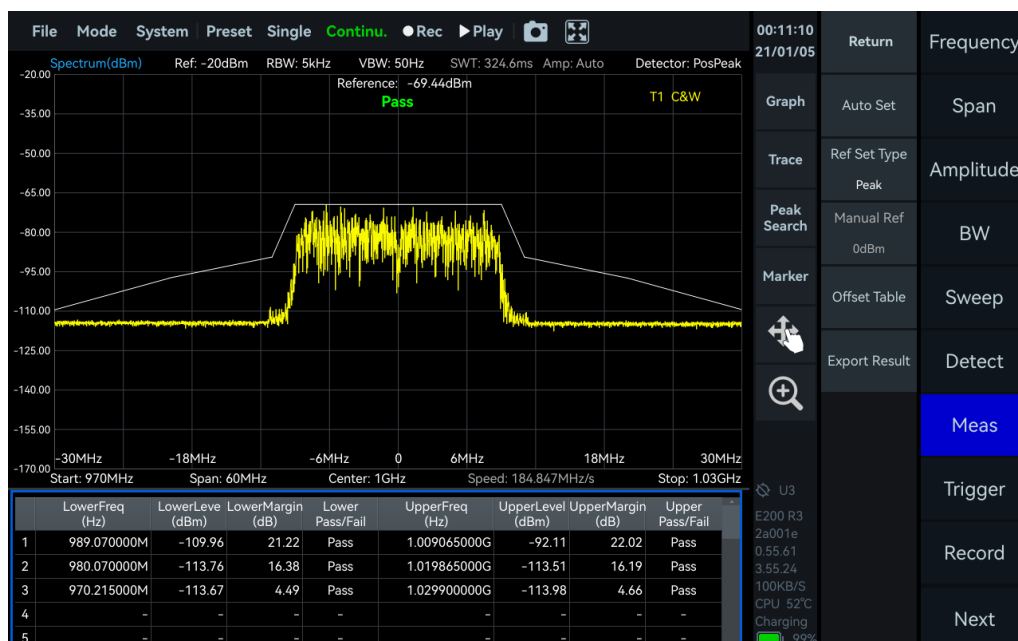 File Mode System Preset Single Continu. Rec Play
Spectrum(dBm) Ref: -20dBm RBW: 5kHz VBW: 50Hz SWT: 324.6ms Amp: Auto Detector: PosPeak
Reference: -69.44dBm
Pass
T1 C&W
-20.00
-35.00
-50.00
-65.00
-80.00
-95.00
-110.00
-125.00
-140.00
-155.00
-170.00
-30MHz -18MHz -6MHz 0 6MHz 18MHz 30MHz
Start: 970MHz Span: 60MHz Center: 1GHz Speed: 184.847MHz/s Stop: 1.03GHz
LowerFreq (Hz) LowerLeve (dBm) LowerMargin (dB) Lower Pass/Fail UpperFreq (Hz) UpperLevel (dBm) UpperMargin (dB) Upper Pass/Fail
1 989.070000M -109.96 21.22 Pass 1.009065000G -92.11 22.02 Pass
2 980.070000M -113.76 16.38 Pass 1.019865000G -113.51 16.19 Pass
3 970.215000M -113.67 4.49 Pass 1.029900000G -113.98 4.66 Pass
4 - - - - - - - -
5
00:11:10
21/01/05
Graph
Trace
Peak
Search
Marker
U3
E200 R3
2a001e
0.55.61
3.55.24
100KB/S
CPU 52℃
Charging
99%
Return
Auto Set
Ref Set Type
Peak
Manual Ref
0dBm
Offset Table
Export Result
Frequency
Span
Amplitude
BW
Sweep
Detect
Meas
Trigger
Record
Next